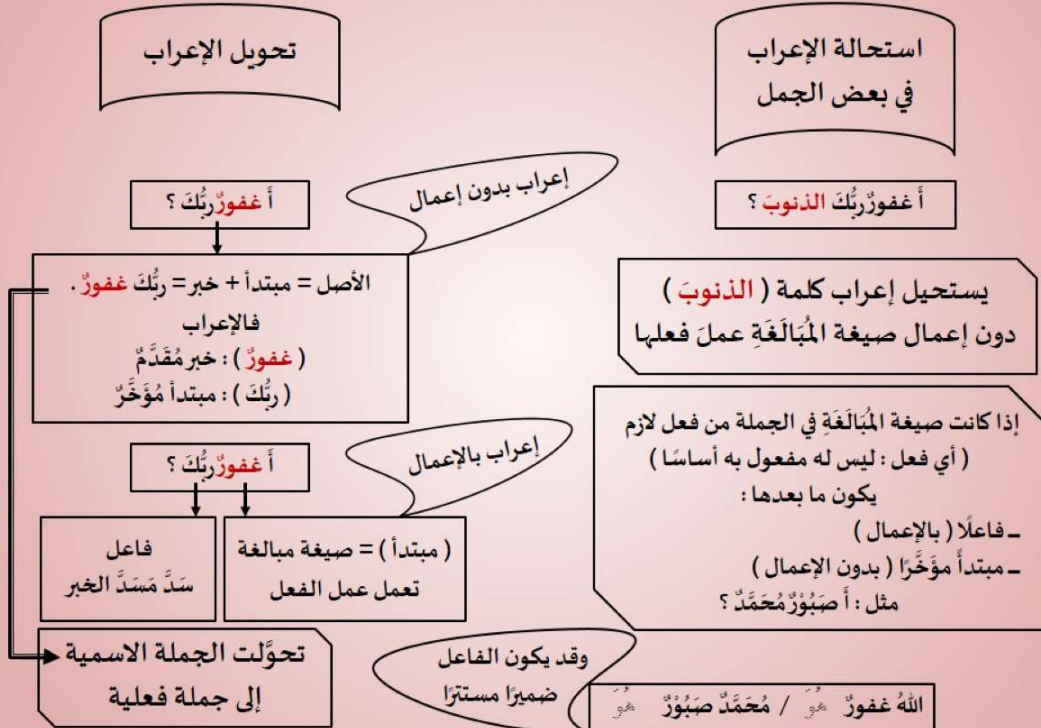 استحالة الإعراب
في بعض الجمل
أَ غفورٌ ربُّكَ الذنوبَ ؟
يستحيل إعراب كلمة ( الذنوبَ )
دون إعمال صيغة المُبَالَغَةِ عملَ فعلها
إذا كانت صيغة المُبَالَغَةِ في الجملة من فعل لازم
( أي فعل : ليس له مفعول به أساسًا )
يكون ما بعدها :
ـ فاعلًا ( بالإعمال )
ـ مبتدأً مؤخَّرًا ( بدون الإعمال )
مثل : أَ صَبُوْرٌ مُحَمَّدٌ ؟
تحويل الإعراب
إعراب بدون إعمال
أَ غفورٌ ربُّكَ ؟
الأصل = مبتدأ + خبر = ربُّكَ غفورٌ .
فالإعراب
( غفورٌ ) : خبر مُقَدَّمٌ
( ربُّكَ ) : مبتدأ مُؤَخَّرٌ
إعراب بالإعمال
أَ غفورٌ ربُّكَ ؟
( مبتدأ ) = صيغة مبالغة
تعمل عمل الفعل
فاعل
سَدَّ مَسَدَّ الخبر
تحوَّلت الجملة الاسمية
إلى جملة فعلية
وقد يكون الفاعل
ضميرًا مستترًا
اللهُ غفورٌ هُوَ / مُحَمَّدٌ صَبُوْرٌ هُوَ